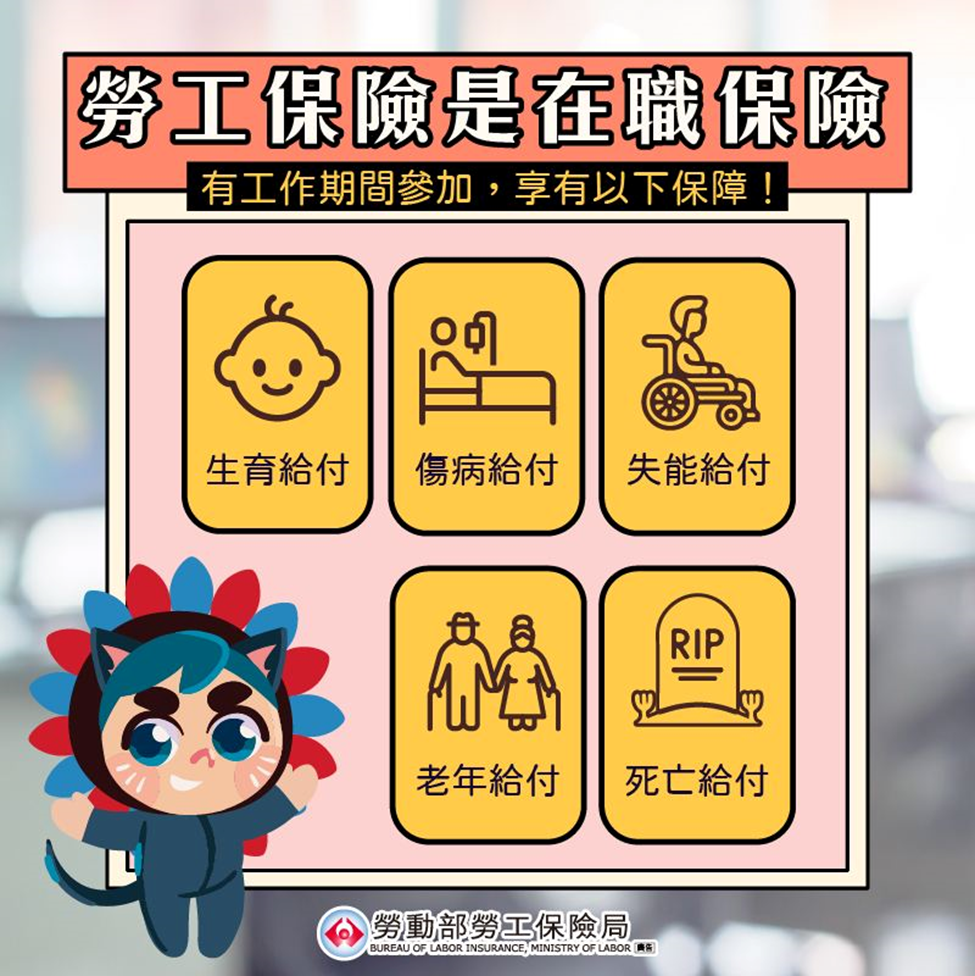 勞工保險是在職保險
有工作期間參加，享有以下保障！
生育給付
傷病給付
失能給付
老年給付
RIP
死亡給付
勞動部勞工保險局
BUREAU OF LABOR INSURANCE, MINISTRY OF LABOR 廣告